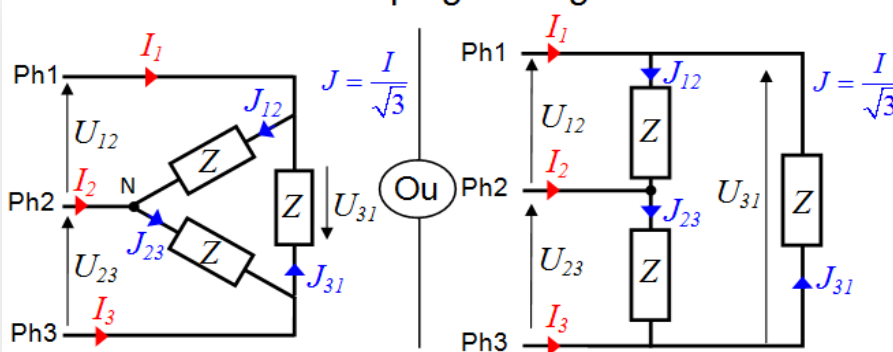 Ph1
I1
J = I/√3
J12
U12
Z
I2
N
Ph2
Z
U31
J23
Z
U23
J31
I3
Ph3
Ou
Ph1
I1
J12
J = I/√3
U12
Z
I2
Ph2
U31
Z
J23
U23
Z
J31
I3
Ph3